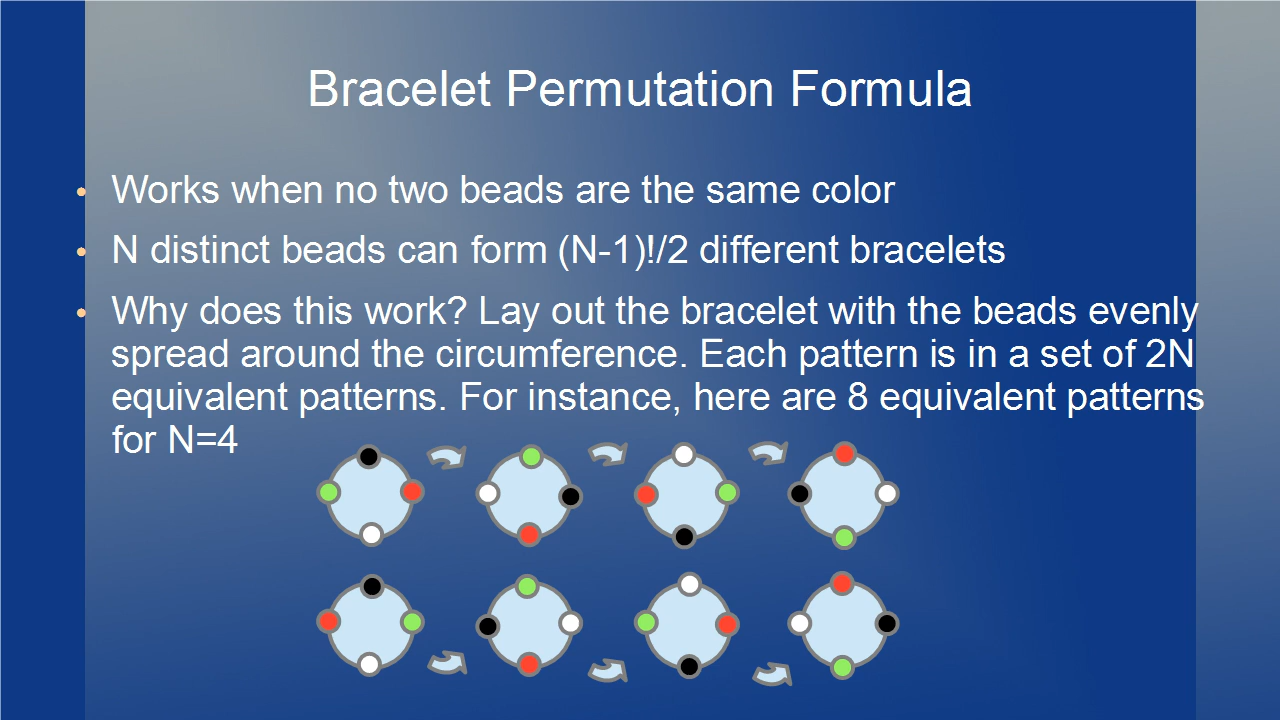 Bracelet Permutation Formula
• Works when no two beads are the same color
• N distinct beads can form (N-1)!/2 different bracelets
• Why does this work? Lay out the bracelet with the beads evenly
spread around the circumference. Each pattern is in a set of 2N
equivalent patterns. For instance, here are 8 equivalent patterns
for N=4